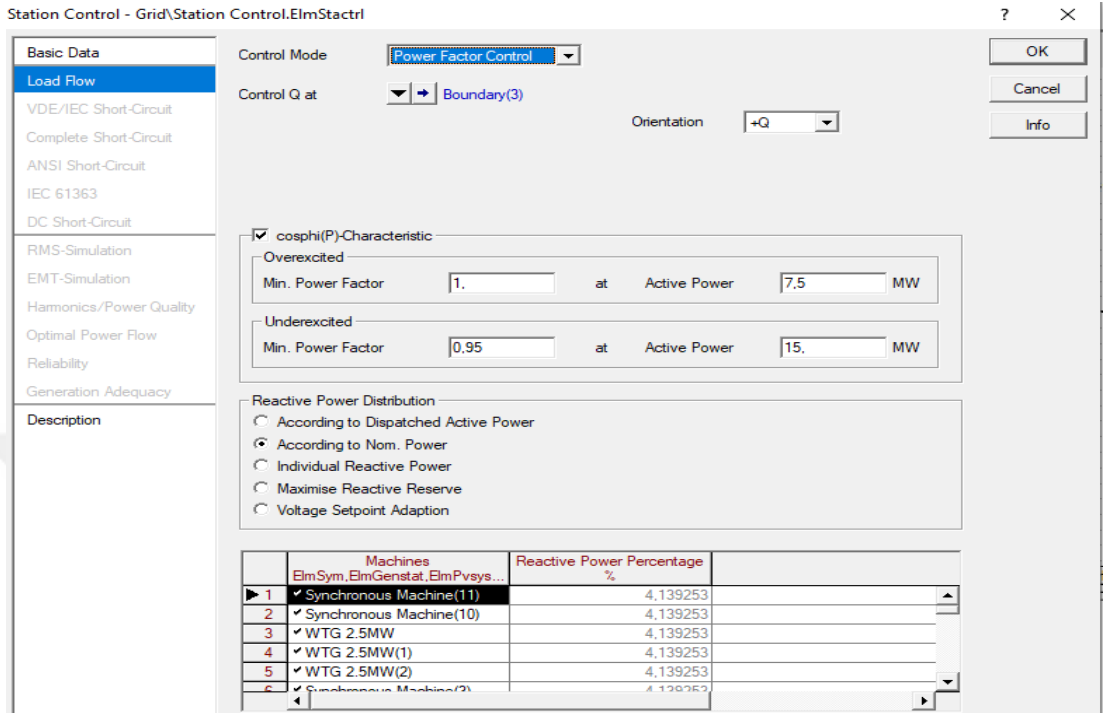 Station Control - Grid\Station Control.ElmStactrl
?
Basic Data
Load Flow
VDE/IEC Short-Circuit
Complete Short-Circuit
ANSI Short-Circuit
IEC 61363
DC Short-Circuit
RMS-Simulation
EMT-Simulation
Harmonics/Power Quality
Optimal Power Flow
Reliability
Generation Adequacy
Description
Control Mode Power Factor Control
Control Q at Boundary(3)
Orientation +Q
cosphi(P)-Characteristic
Overexcited
Min. Power Factor 1, at Active Power 7,5 MW
Underexcited
Min. Power Factor 0,95 at Active Power 15, MW
Reactive Power Distribution
According to Dispatched Active Power
According to Nom. Power
Individual Reactive Power
Maximise Reactive Reserve
Voltage Setpoint Adaption
Machines Reactive Power Percentage
ElmSym,ElmGenstat,ElmPvsys... %
1 Synchronous Machine(11) 4,139253
2 Synchronous Machine(10) 4,139253
3 WTG 2.5MW 4,139253
4 WTG 2.5MW(1) 4,139253
5 WTG 2.5MW(2) 4,139253
OK
Cancel
Info